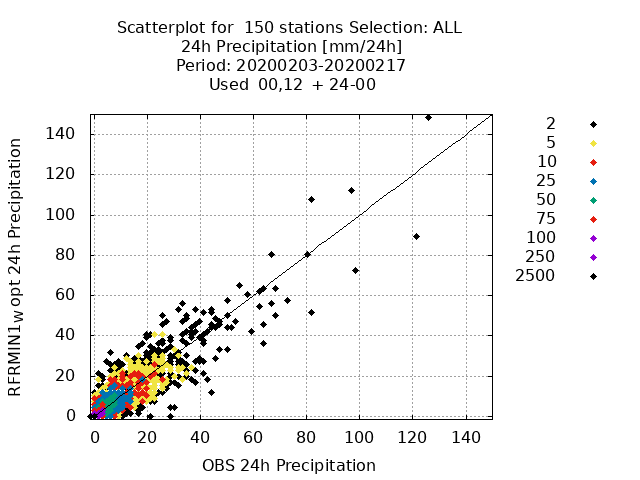 Scatterplot for 150 stations Selection: ALL
24h Precipitation [mm/24h]
Period: 20200203-20200217
Used 00,12 + 24-00
RFRMIN1W opt 24h Precipitation
140
120
100
80
60
40
20
0
0 20 40 60 80 100 120 140
OBS 24h Precipitation
2
5
10
25
50
75
100
250
2500